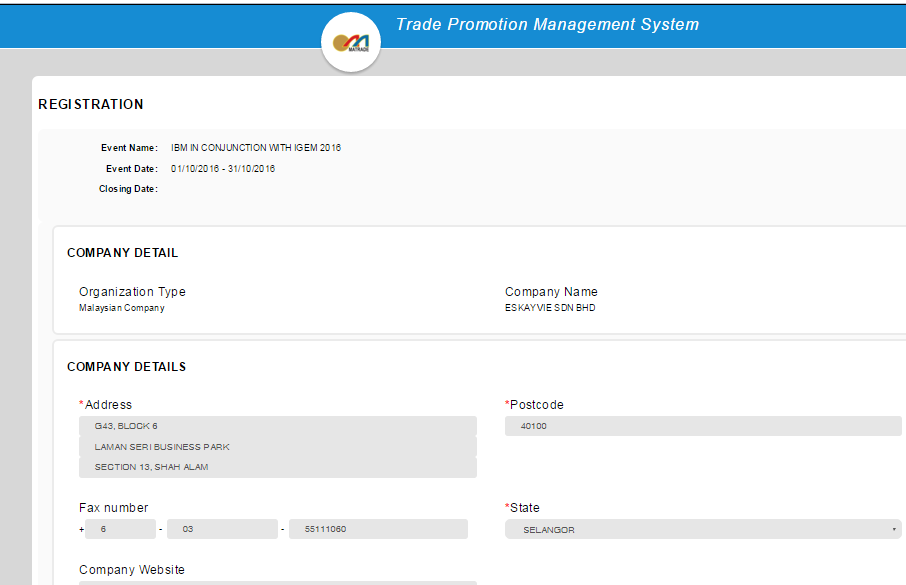 Trade Promotion Management System
MATRADE
REGISTRATION
Event Name: IBM IN CONJUNCTION WITH IGEM 2016
Event Date: 01/10/2016 - 31/10/2016
Closing Date:
COMPANY DETAIL
Organization Type
Malaysian Company
Company Name
ESKAYVIE SDN BHD
COMPANY DETAILS
*Address
G43, BLOCK 6
LAMAN SERI BUSINESS PARK
SECTION 13, SHAH ALAM
*Postcode
40100
Fax number
+ 6 - 03 - 55111060
*State
SELANGOR
Company Website